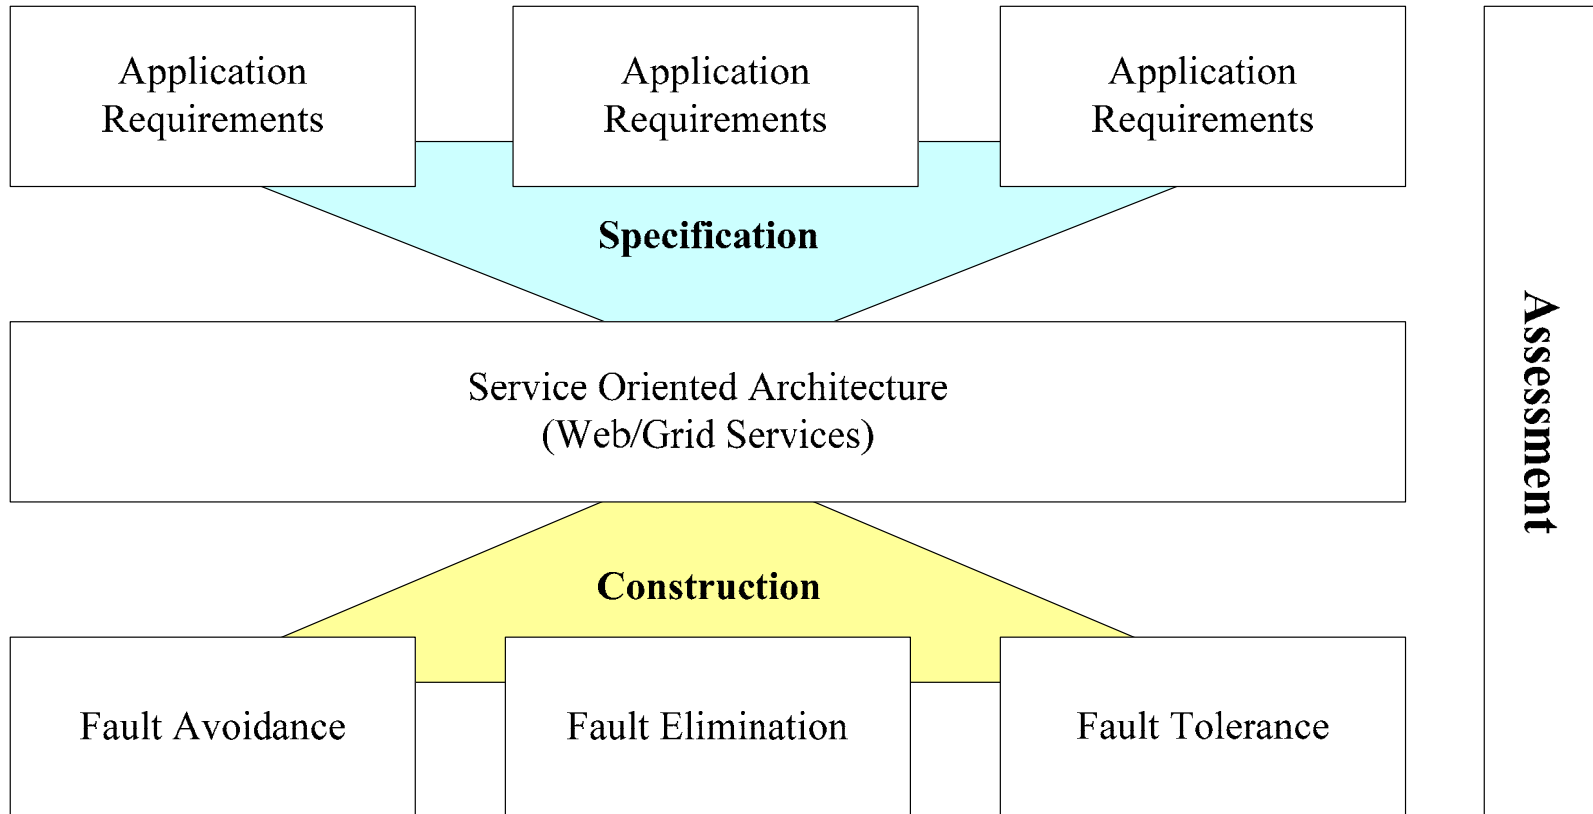 Application
Requirements
Application
Requirements
Application
Requirements
Specification
Service Oriented Architecture
(Web/Grid Services)
Construction
Fault Avoidance
Fault Elimination
Fault Tolerance
Assessment